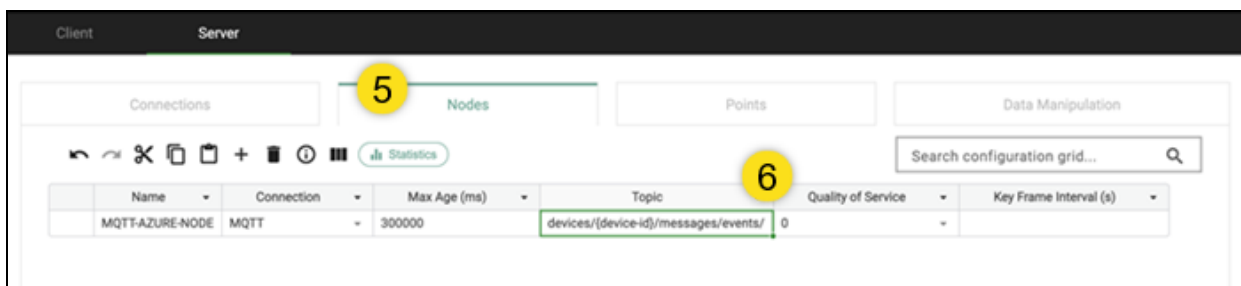 Client Server
5
Connections Nodes Points Data Manipulation
Statistics Search configuration grid...
6
Name Connection Max Age (ms) Topic Quality of Service Key Frame Interval (s)
MQTT-AZURE-NODE MQTT 300000 devices/{device-id}/messages/events/ 0